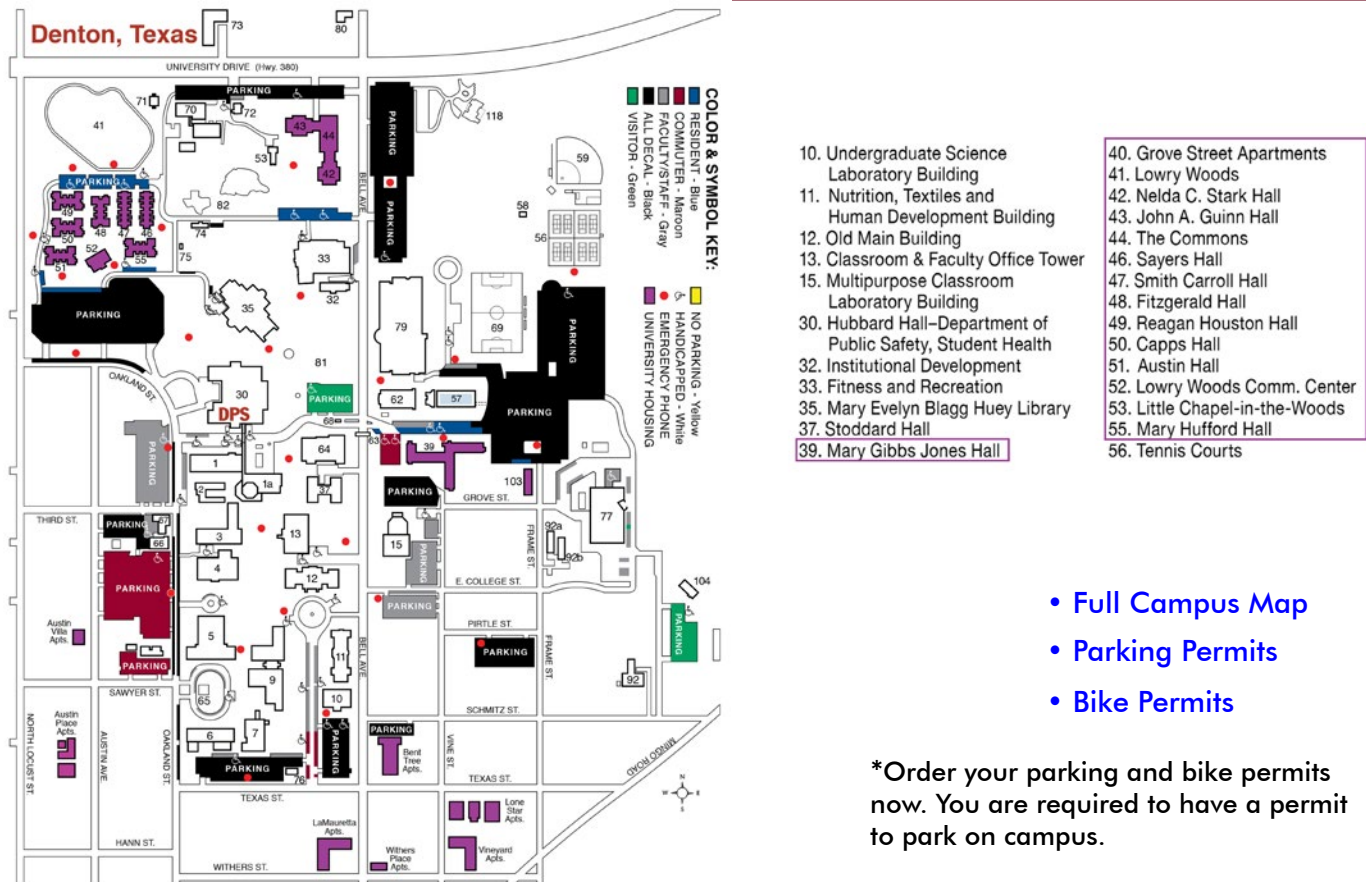 Denton, Texas
73
80
UNIVERSITY DRIVE (Hwy. 380)
PARKING
71
70
72
41
43
44
53
42
118
PARKING
59
BELL AVE.
PARKING
49
48
47
46
50
52
55
51
82
74
75
PARKING
58
56
33
32
35
PARKING
79
69
PARKING
81
OAKLAND ST.
30
DPS
PARKING
62
57
PARKING
68
63
39
64
PARKING
1
1a
2
37
103
PARKING
GROVE ST.
THIRD ST.
PARKING
67
66
3
13
15
PARKING
FRAME ST.
92a
92b
77
4
12
E. COLLEGE ST.
104
PARKING
PARKING
PIRTLE ST.
PARKING
Austin
Villa
Apts.
5
11
BELL AVE.
PARKING
FRAME ST.
PARKING
9
92
SAWYER ST.
65
10
SCHMITZ ST.
NORTH LOCUST ST.
Austin
Place
Apts.
AUSTIN AVE.
OAKLAND ST.
6
7
PARKING
PARKING
Bent
Tree
Apts.
VINE ST.
MINGO ROAD
PARKING
76
TEXAS ST.
TEXAS ST.
N
W
E
S
LaMauretta
Apts.
Lone
Star
Apts.
HANN ST.
WITHERS ST.
Withers
Place
Apts.
Vineyard
Apts.
COLOR & SYMBOL KEY:
RESIDENT - Blue
COMMUTER - Maroon
FACULTY/STAFF - Gray
ALL DECAL - Black
VISITOR - Green
NO PARKING - Yellow
HANDICAPPED - White
EMERGENCY PHONE
UNIVERSITY HOUSING
10. Undergraduate Science
Laboratory Building
11. Nutrition, Textiles and
Human Development Building
12. Old Main Building
13. Classroom & Faculty Office Tower
15. Multipurpose Classroom
Laboratory Building
30. Hubbard Hall–Department of
Public Safety, Student Health
32. Institutional Development
33. Fitness and Recreation
35. Mary Evelyn Blagg Huey Library
37. Stoddard Hall
39. Mary Gibbs Jones Hall
40. Grove Street Apartments
41. Lowry Woods
42. Nelda C. Stark Hall
43. John A. Guinn Hall
44. The Commons
46. Sayers Hall
47. Smith Carroll Hall
48. Fitzgerald Hall
49. Reagan Houston Hall
50. Capps Hall
51. Austin Hall
52. Lowry Woods Comm. Center
53. Little Chapel-in-the-Woods
55. Mary Hufford Hall
56. Tennis Courts
• Full Campus Map
• Parking Permits
• Bike Permits
*Order your parking and bike permits
now. You are required to have a permit
to park on campus.